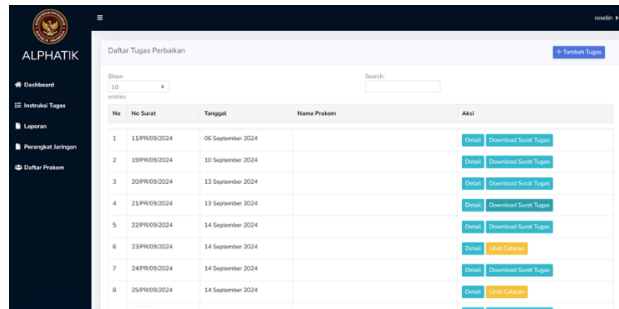 roselin
ALPHATIK
Dashboard
Instruksi Tugas
Laporan
Perangkat Jaringan
Daftar Prakom
Daftar Tugas Perbaikan
+ Tambah Tugas
Show
10
entries
Search:
No No Surat Tanggal Nama Prakom Aksi
1 11/PR/09/2024 06 September 2024 Detail Download Surat Tugas
2 19/PR/09/2024 10 September 2024 Detail Download Surat Tugas
3 20/PR/09/2024 13 September 2024 Detail Download Surat Tugas
4 21/PR/09/2024 13 September 2024 Detail Download Surat Tugas
5 22/PR/09/2024 14 September 2024 Detail Download Surat Tugas
6 23/PR/09/2024 14 September 2024 Detail Lihat Catatan
7 24/PR/09/2024 14 September 2024 Detail Download Surat Tugas
8 25/PR/09/2024 14 September 2024 Detail Lihat Catatan